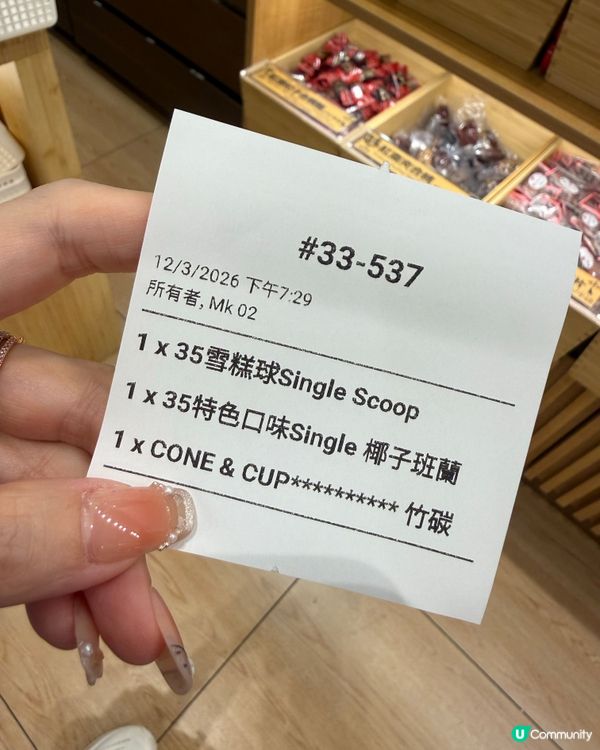 #33-537
12/3/2026 下午7:29
所有者, Mk 02
1 x 35雪糕球Single Scoop
1 x 35特色口味Single 椰子班蘭
1 x CONE & CUP********** 竹碳
U Community